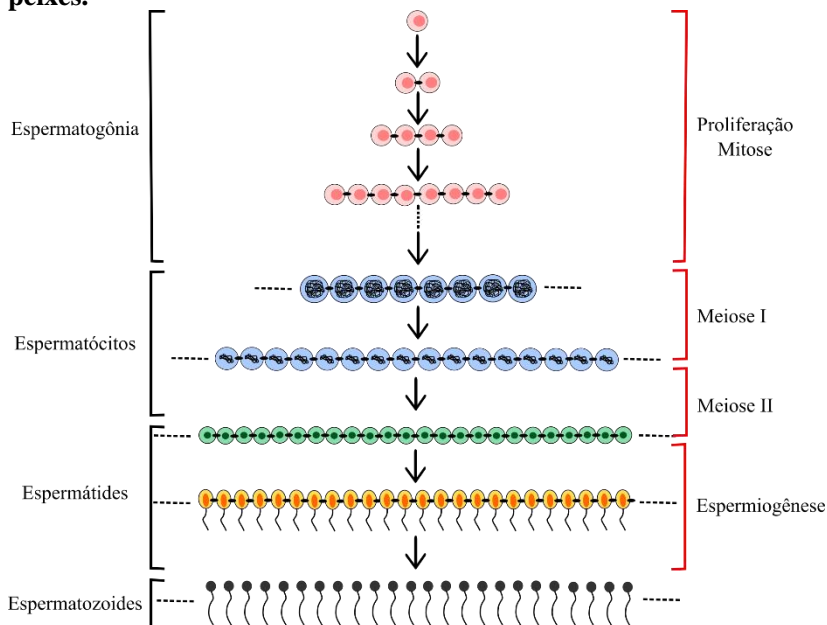 peixes.
Espermatogônia
Proliferação
Mitose
Meiose I
Espermatócitos
Meiose II
Espermátides
Espermiogênese
Espermatozoides